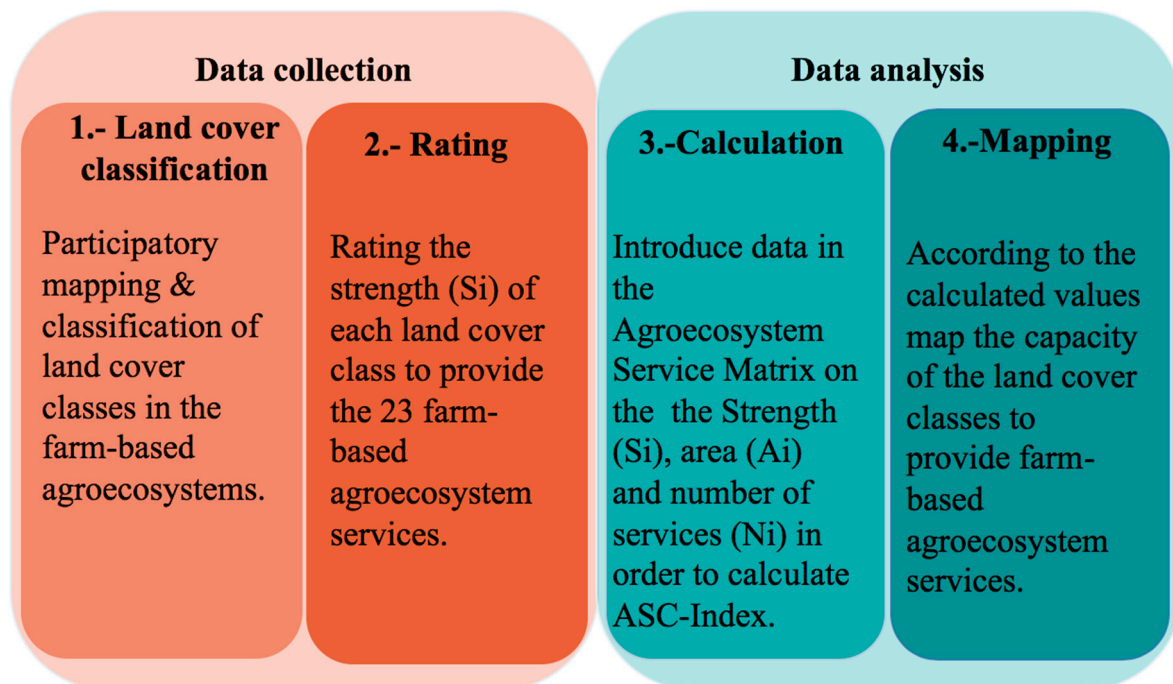 Data collection
1.- Land cover
classification
Participatory
mapping &
classification of
land cover
classes in the
farm-based
agroecosystems.
2.- Rating
Rating the
strength (Si) of
each land cover
class to provide
the 23 farm-
based
agroecosystem
services.
Data analysis
3.-Calculation
Introduce data in
the
Agroecosystem
Service Matrix on
the the Strength
(Si), area (Ai)
and number of
services (Ni) in
order to calculate
ASC-Index.
4.-Mapping
According to the
calculated values
map the capacity
of the land cover
classes to
provide farm-
based
agroecosystem
services.